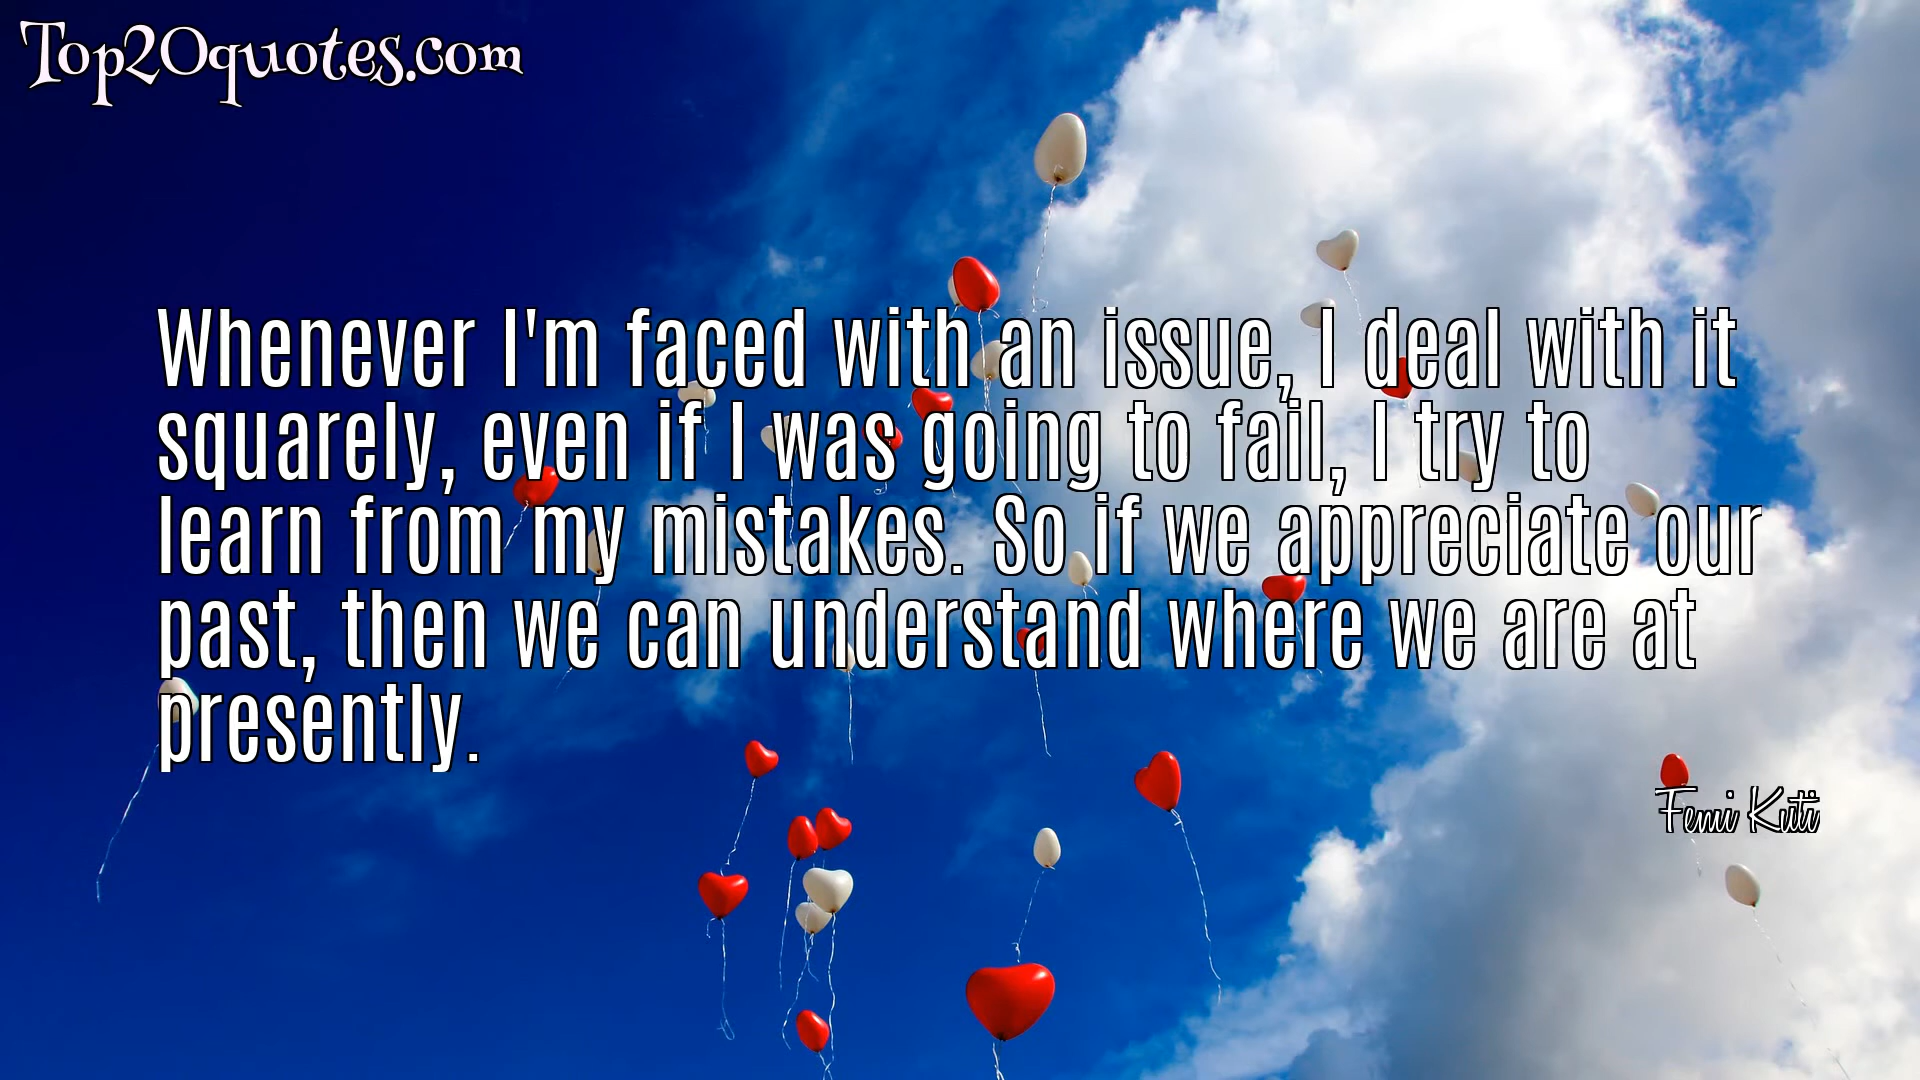 Top20quotes.com
Whenever I'm faced with an issue, I deal with it
squarely, even if I was going to fail, I try to
learn from my mistakes. So if we appreciate our
past, then we can understand where we are at
presently.
Femi Kuti